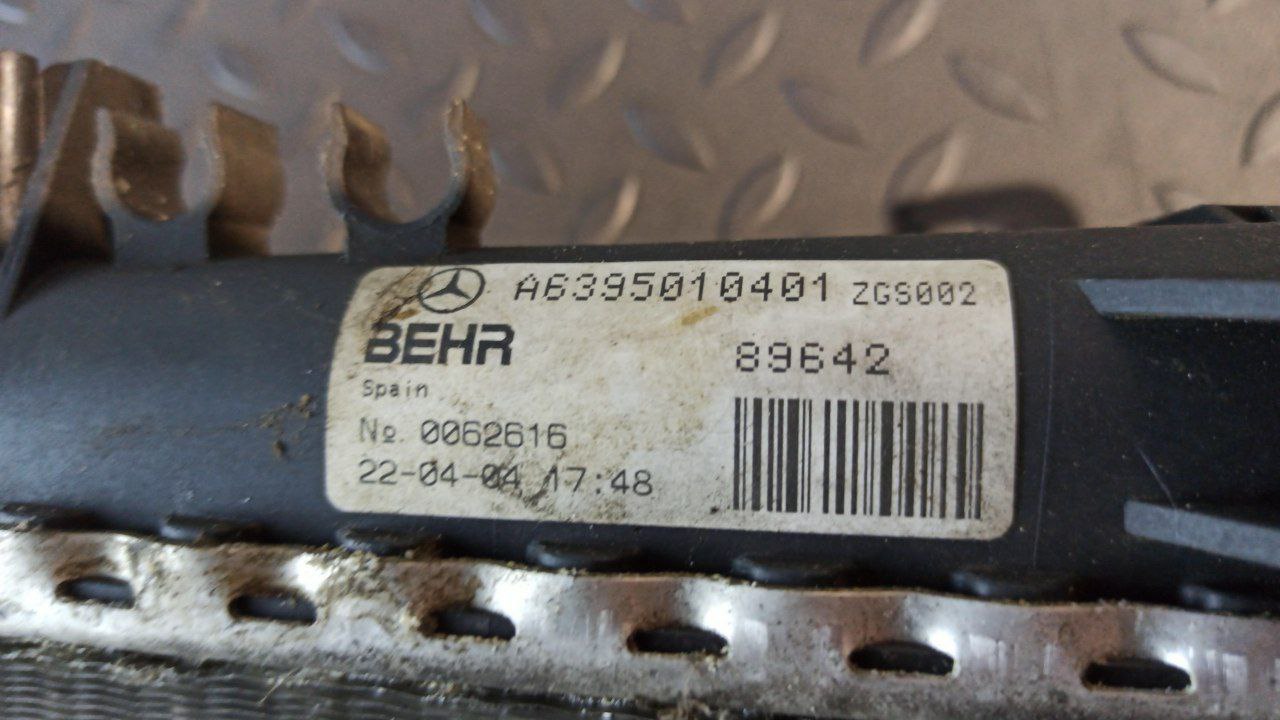 A6395010401 ZGS002
BEHR
89642
Spain
№ 0062616
22-04-04 17:48